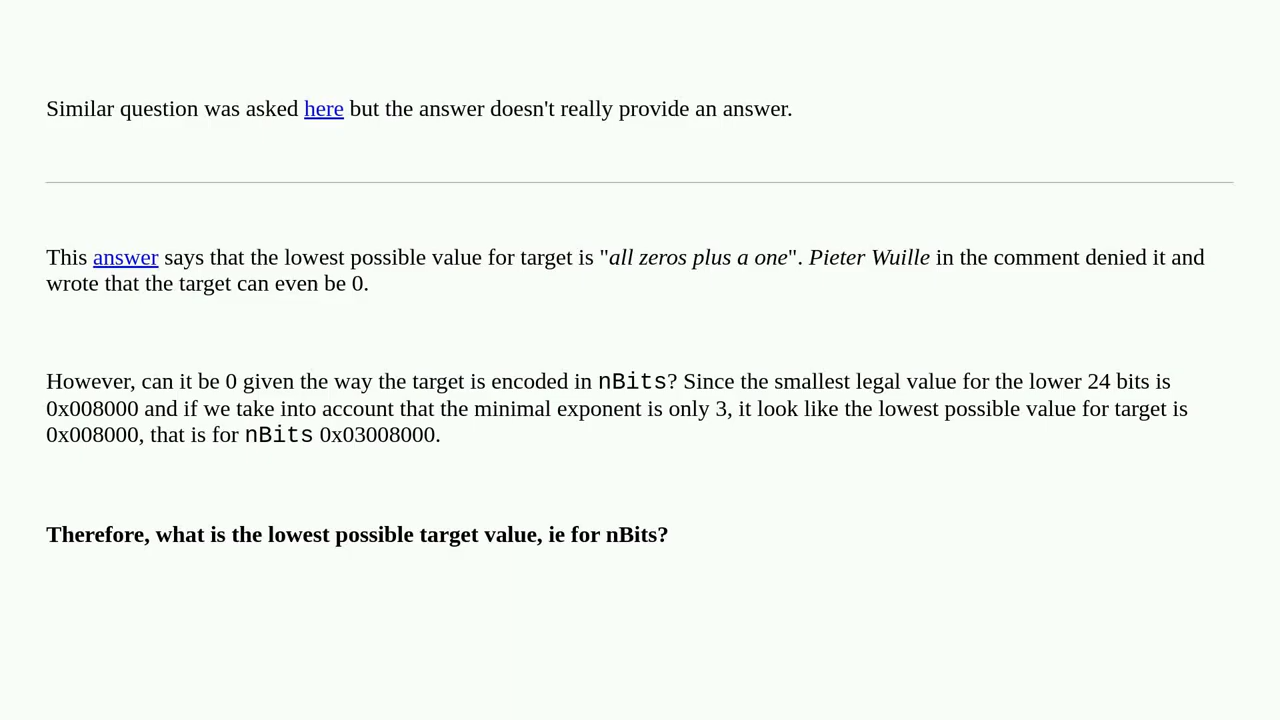 Similar question was asked here but the answer doesn't really provide an answer.
This answer says that the lowest possible value for target is "all zeros plus a one". Pieter Wuille in the comment denied it and
wrote that the target can even be 0.
However, can it be 0 given the way the target is encoded in nBits? Since the smallest legal value for the lower 24 bits is
0x008000 and if we take into account that the minimal exponent is only 3, it look like the lowest possible value for target is
0x008000, that is for nBits 0x03008000.
Therefore, what is the lowest possible target value, ie for nBits?